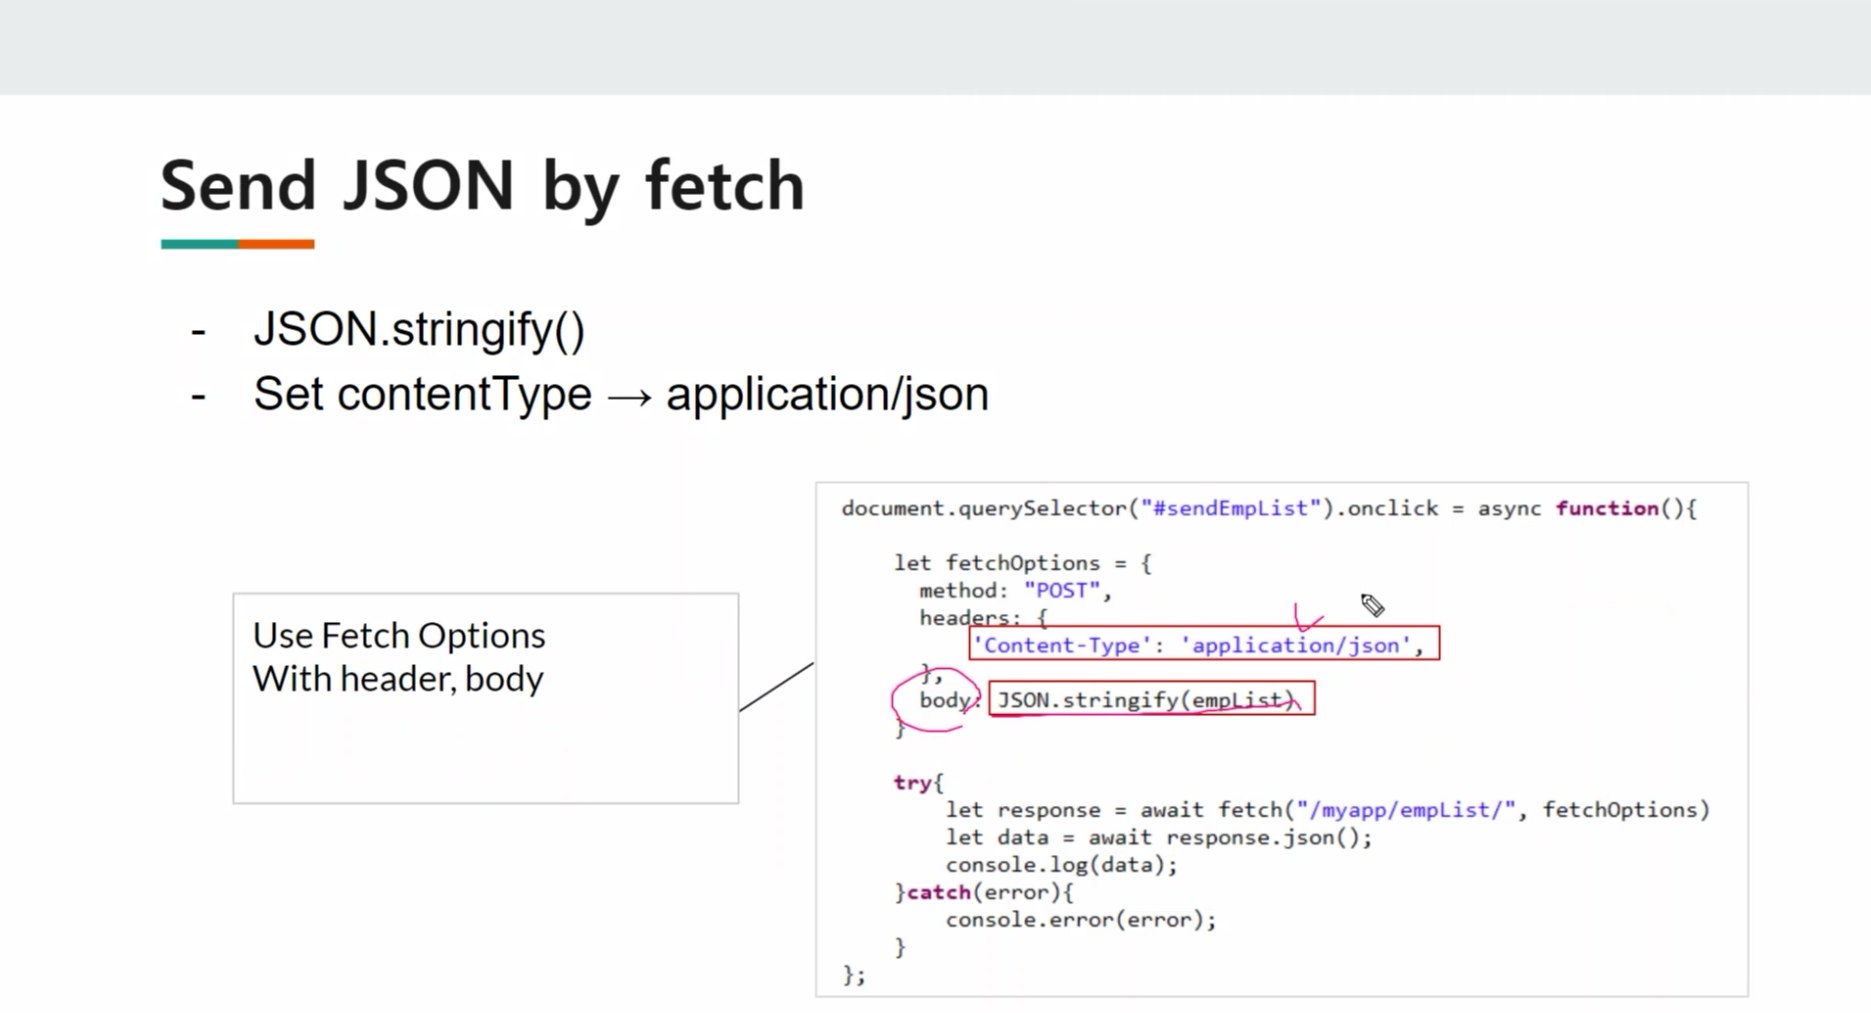 Send JSON by fetch
- JSON.stringify()
- Set contentType → application/json
Use Fetch Options
With header, body
document.querySelector("#sendEmpList").onclick = async function(){
let fetchOptions = {
method: "POST",
headers: {
'Content-Type': 'application/json',
},
body: JSON.stringify(empList)
}
try{
let response = await fetch("/myapp/empList/", fetchOptions)
let data = await response.json();
console.log(data);
}catch(error){
console.error(error);
}
};